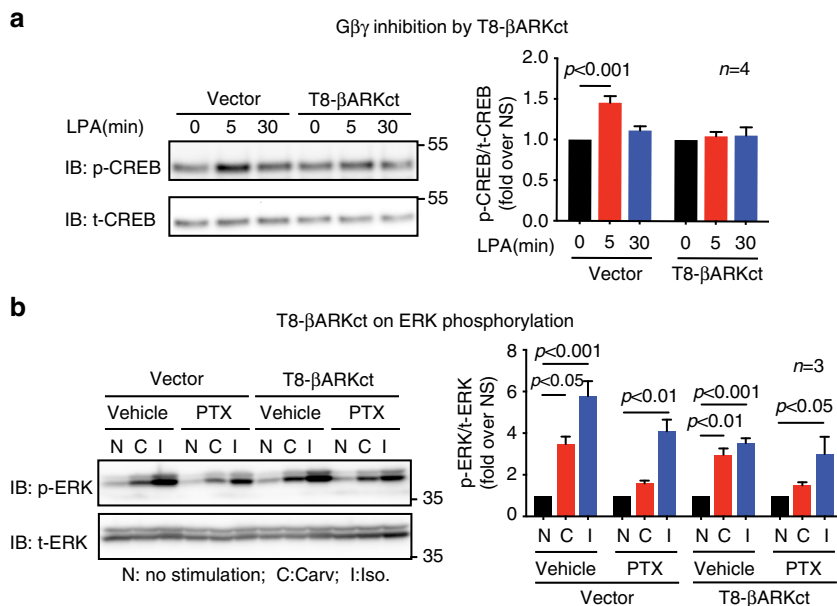 a
Gβγ inhibition by T8-βARKct
Vector T8-βARKct
LPA(min) 0 5 30 0 5 30
IB: p-CREB
55
IB: t-CREB
55
p-CREB/t-CREB
(fold over NS)
2.0
1.5
1.0
0.5
0.0
p<0.001
n=4
LPA(min) 0 5 30 0 5 30
Vector T8-βARKct
b
T8-βARKct on ERK phosphorylation
Vector T8-βARKct
Vehicle PTX Vehicle PTX
N C I N C I N C I N C I
IB: p-ERK
35
IB: t-ERK
35
N: no stimulation; C:Carv; I:Iso.
p-ERK/t-ERK
(fold over NS)
8
6
4
2
0
p<0.001
p<0.05
p<0.01
p<0.001
p<0.01
n=3
p<0.05
N C I N C I N C I N C I
Vehicle PTX Vehicle PTX
Vector T8-βARKct